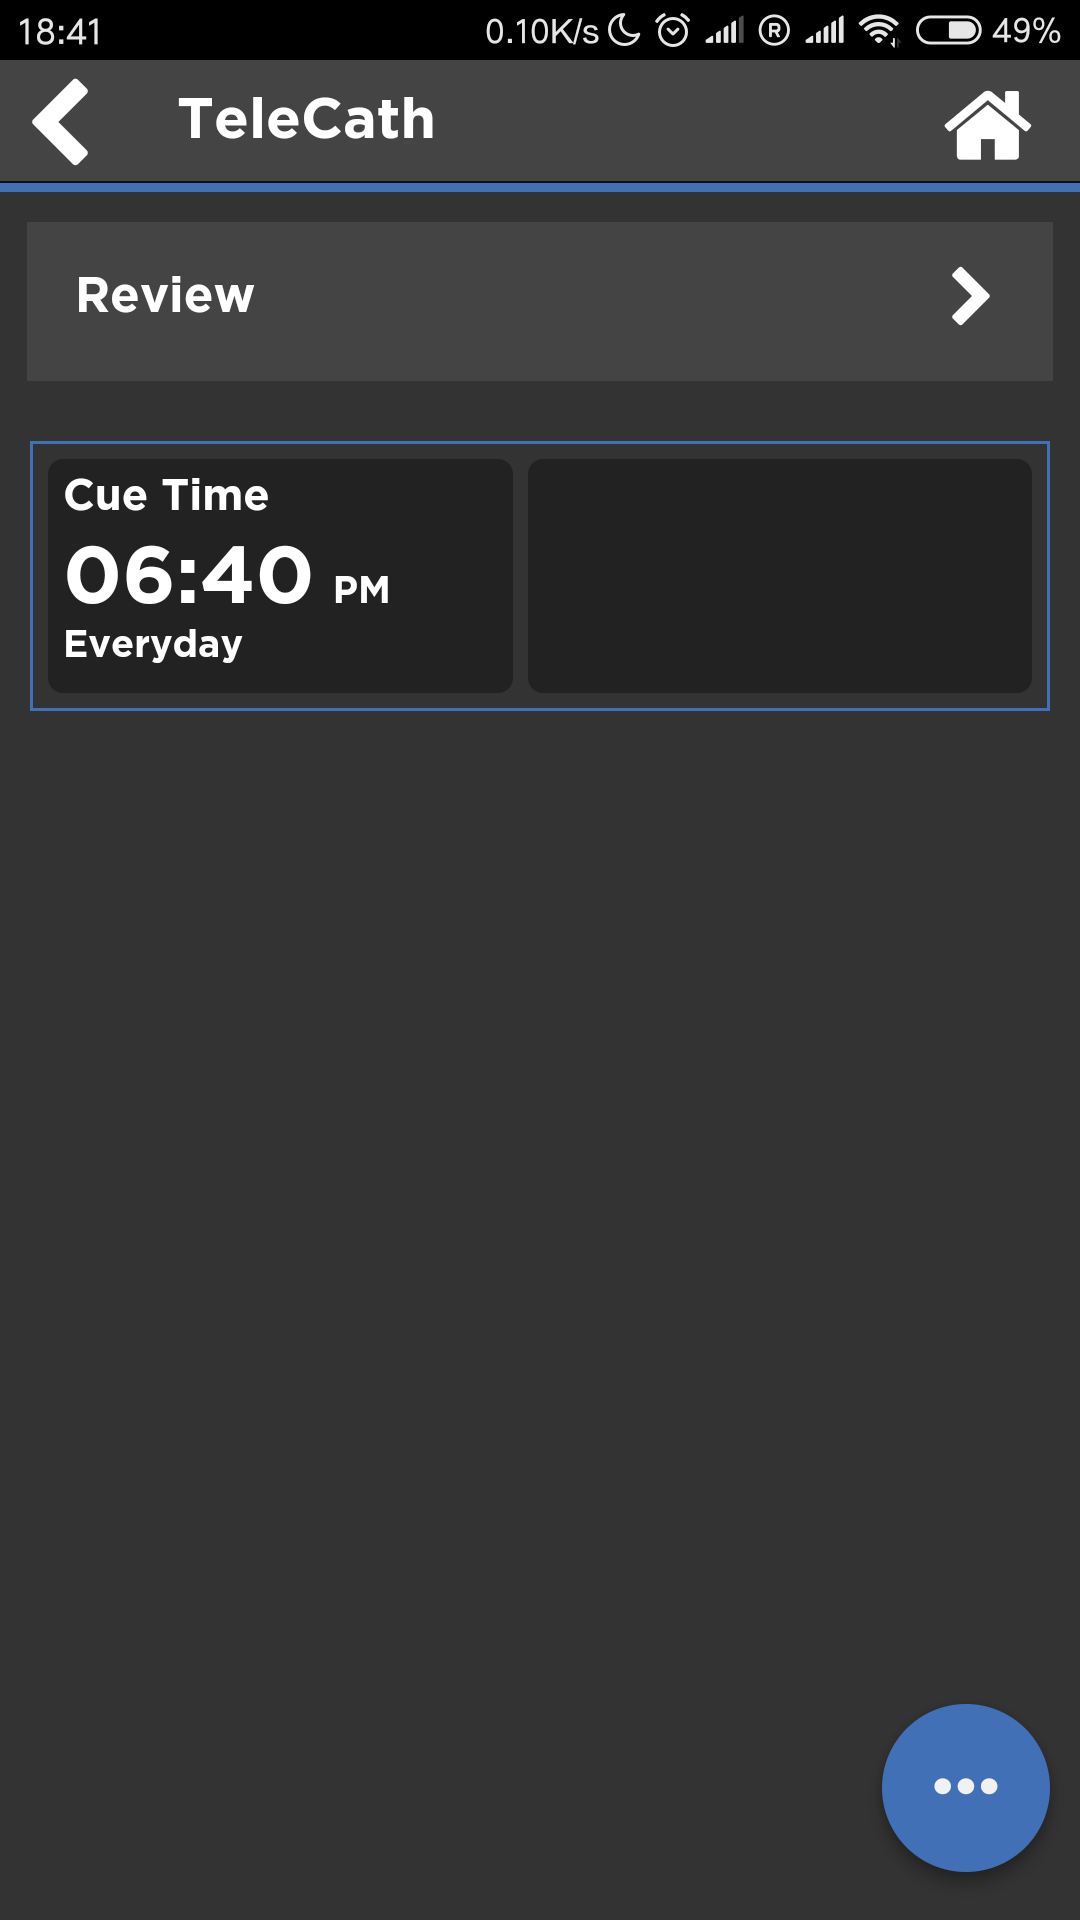 18:41 0.10K/s R 49%
TeleCath
Review
Cue Time
06:40 PM
Everyday